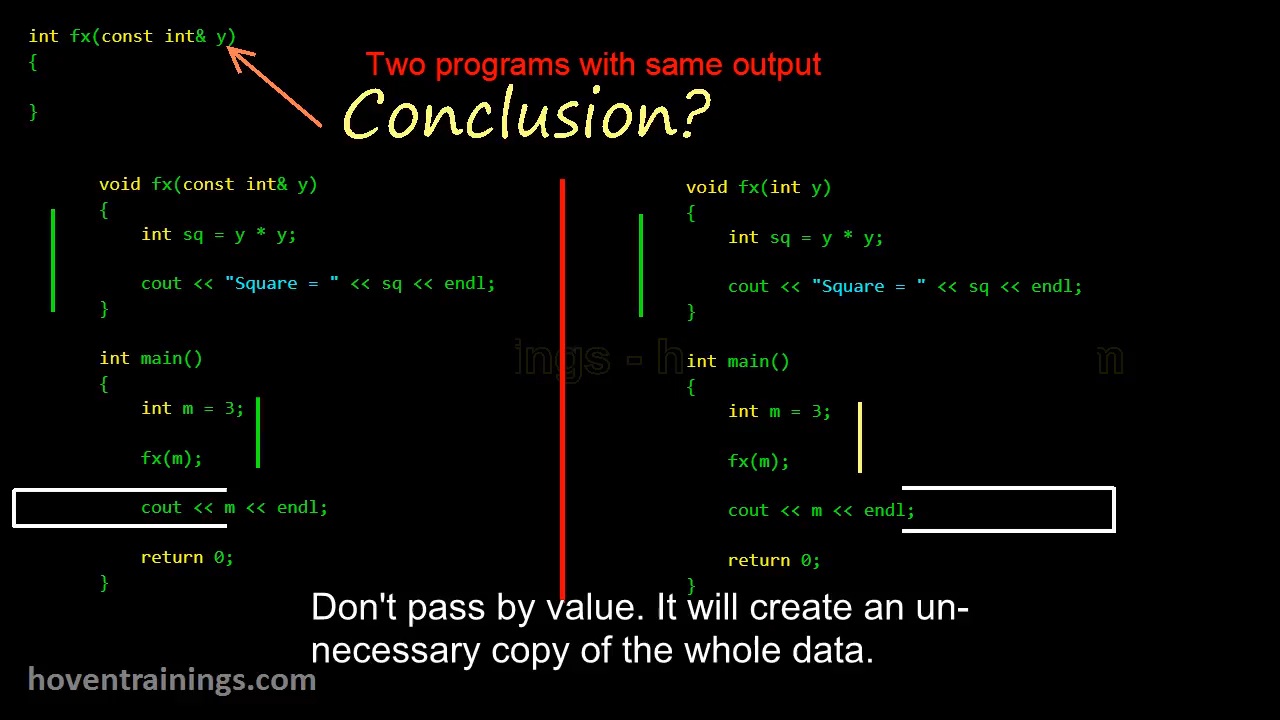 int fx(const int& y)
{
}
Two programs with same output
Conclusion?
void fx(const int& y)
{
int sq = y * y;
cout << "Square = " << sq << endl;
}
int main()
{
int m = 3;
fx(m);
cout << m << endl;
return 0;
}
void fx(int y)
{
int sq = y * y;
cout << "Square = " << sq << endl;
}
int main()
{
int m = 3;
fx(m);
cout << m << endl;
return 0;
}
ings - h
m
Don't pass by value. It will create an un-
necessary copy of the whole data.
hoventrainings.com